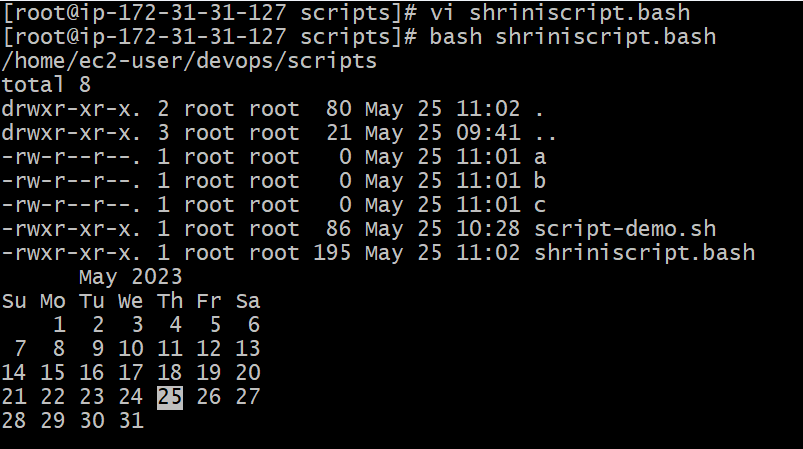 [root@ip-172-31-31-127 scripts]# vi shriniscript.bash
[root@ip-172-31-31-127 scripts]# bash shriniscript.bash
/home/ec2-user/devops/scripts
total 8
drwxr-xr-x. 2 root root  80 May 25 11:02 .
drwxr-xr-x. 3 root root  21 May 25 09:41 ..
-rw-r--r--. 1 root root   0 May 25 11:01 a
-rw-r--r--. 1 root root   0 May 25 11:01 b
-rw-r--r--. 1 root root   0 May 25 11:01 c
-rwxr-xr-x. 1 root root  86 May 25 10:28 script-demo.sh
-rwxr-xr-x. 1 root root 195 May 25 11:02 shriniscript.bash
      May 2023
Su Mo Tu We Th Fr Sa
    1  2  3  4  5  6
 7  8  9 10 11 12 13
14 15 16 17 18 19 20
21 22 23 24 25 26 27
28 29 30 31